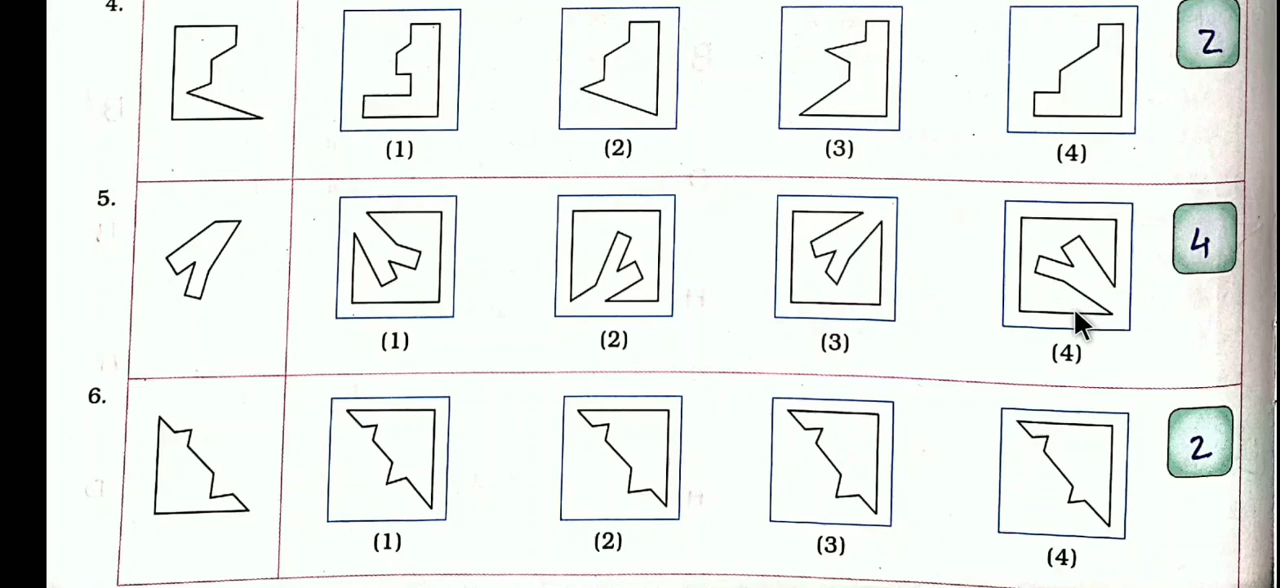 4.
2
(1) (2) (3) (4)
5.
4
(1) (2) (3) (4)
6.
2
(1) (2) (3) (4)